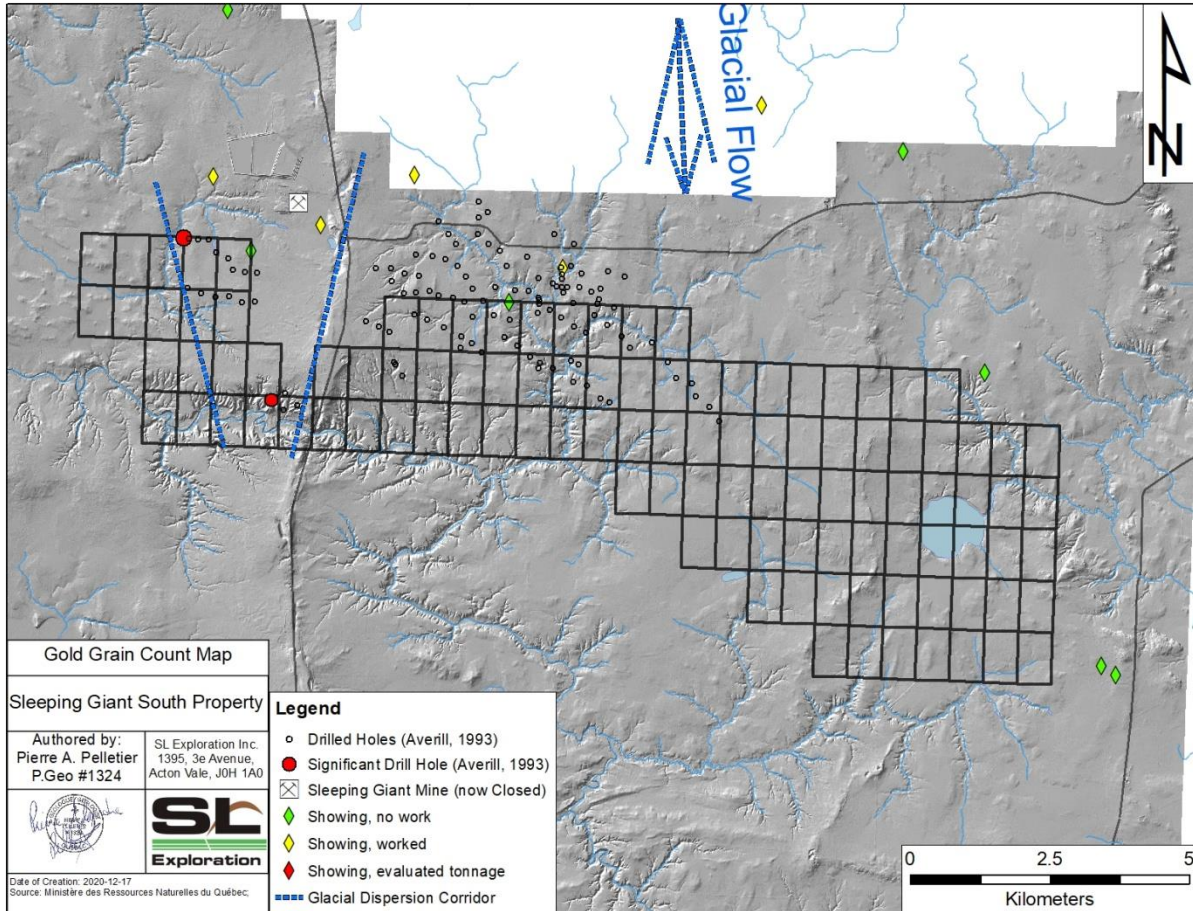 Glacial Flow
N
Gold Grain Count Map
Sleeping Giant South Property
Authored by:
Pierre A. Pelletier
P.Geo #1324
SL Exploration Inc.
1395, 3e Avenue,
Acton Vale, J0H 1A0
SL
Exploration
Date of Creation: 2020-12-17
Source: Ministère des Ressources Naturelles du Québec;
Legend
Drilled Holes (Averill, 1993)
Significant Drill Hole (Averill, 1993)
Sleeping Giant Mine (now Closed)
Showing, no work
Showing, worked
Showing, evaluated tonnage
Glacial Dispersion Corridor
0 2.5 5
Kilometers